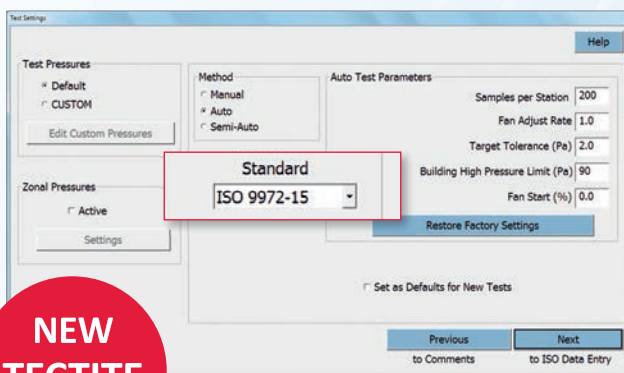 Test Settings
Help
Test Pressures
Default
CUSTOM
Edit Custom Pressures
Zonal Pressures
Active
Settings
Method
Manual
Auto
Semi-Auto
Standard
ISO 9972-15
Auto Test Parameters
Samples per Station 200
Fan Adjust Rate 1.0
Target Tolerance (Pa) 2.0
Building High Pressure Limit (Pa) 90
Fan Start (%) 0.0
Restore Factory Settings
Set as Defaults for New Tests
Previous
to Comments
Next
to ISO Data Entry
NEW
TECTITE